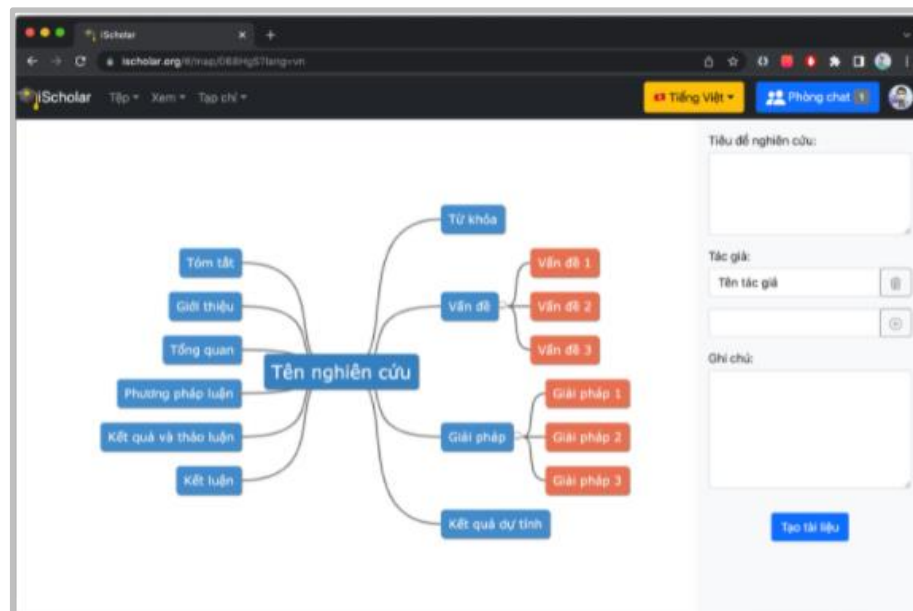 iScholar
ischolar.org/#/map/
iScholar Tệp Xem Tạp chí Tiếng Việt Phòng chat 1
Tiêu đề nghiên cứu:
Tác giả:
Tên tác giả
Ghi chú:
Tạo tài liệu
Tên nghiên cứu
Tóm tắt
Giới thiệu
Tổng quan
Phương pháp luận
Kết quả và thảo luận
Kết luận
Từ khóa
Vấn đề
Vấn đề 1
Vấn đề 2
Vấn đề 3
Giải pháp
Giải pháp 1
Giải pháp 2
Giải pháp 3
Kết quả dự tính